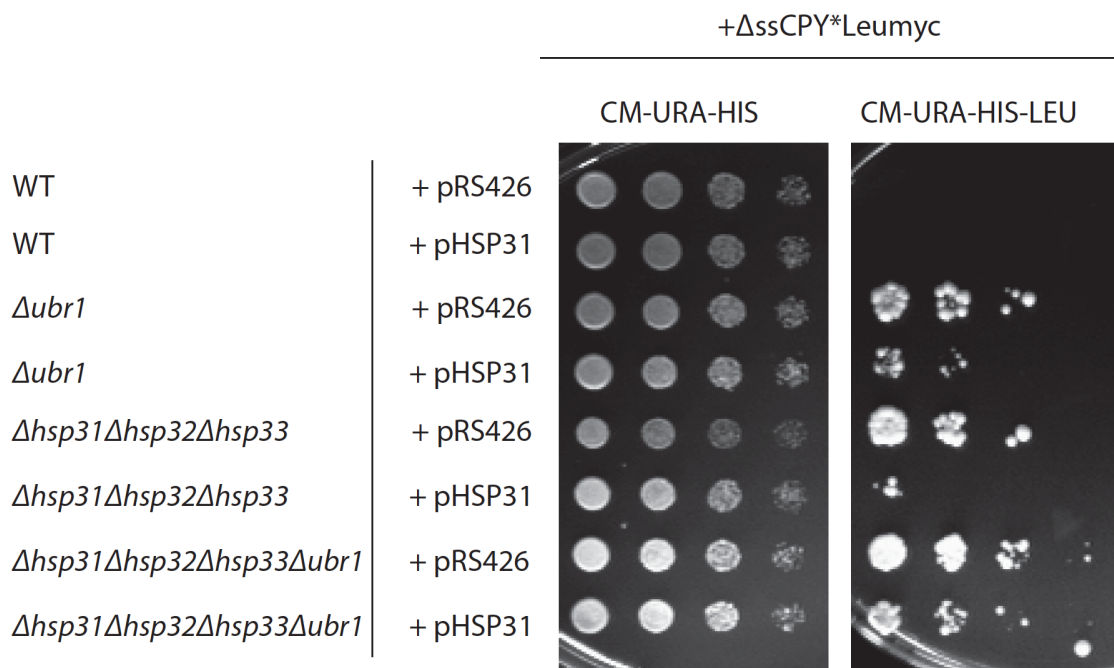 +ΔssCPY*Leumyc
CM-URA-HIS CM-URA-HIS-LEU
WT + pRS426
WT + pHSP31
Δubr1 + pRS426
Δubr1 + pHSP31
Δhsp31Δhsp32Δhsp33 + pRS426
Δhsp31Δhsp32Δhsp33 + pHSP31
Δhsp31Δhsp32Δhsp33Δubr1 + pRS426
Δhsp31Δhsp32Δhsp33Δubr1 + pHSP31